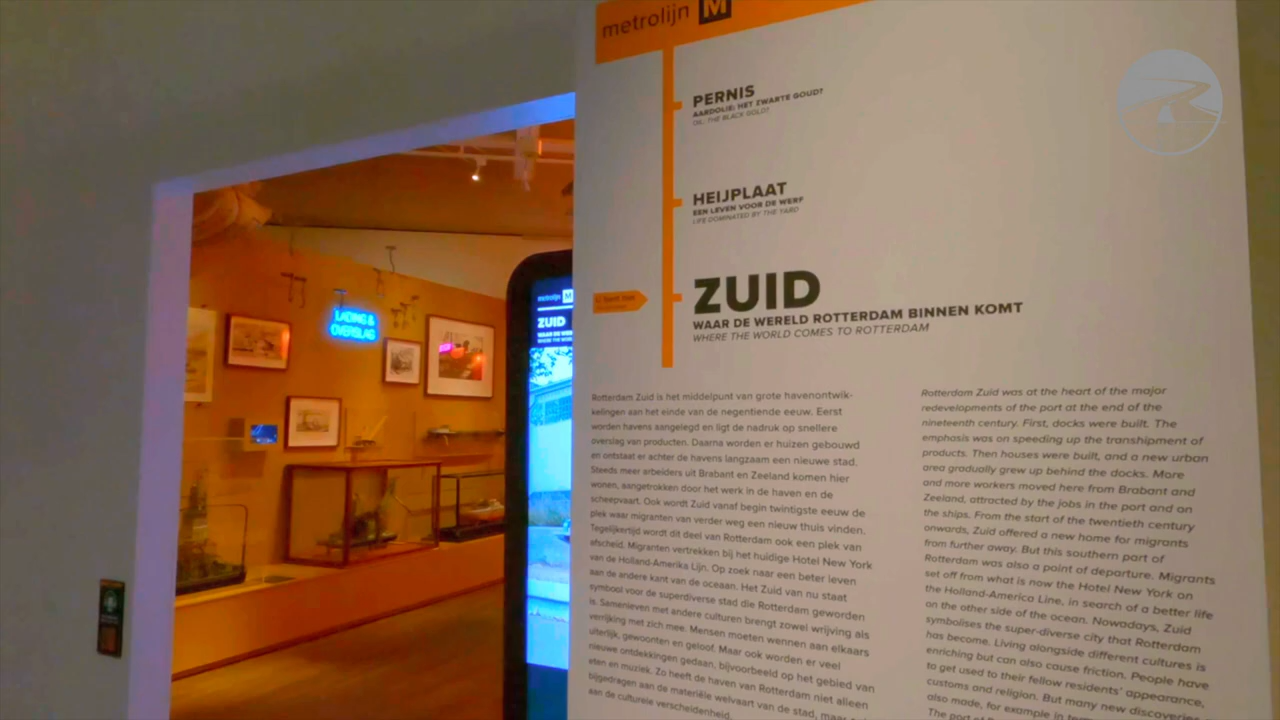 metrolijn M
PERNIS
AARDOLIE: HET ZWARTE GOUD?
OIL: THE BLACK GOLD?
HEIJPLAAT
EEN LEVEN VOOR DE WERF
LIFE DOMINATED BY THE YARD
ZUID
WAAR DE WERELD ROTTERDAM BINNEN KOMT
WHERE THE WORLD COMES TO ROTTERDAM
U bent hier
Rotterdam Zuid is het middelpunt van grote havenontwik-
kelingen aan het einde van de negentiende eeuw. Eerst
worden havens aangelegd en ligt de nadruk op snellere
overslag van producten. Daarna worden er huizen gebouwd
en ontstaat er achter de havens langzaam een nieuwe stad.
Steeds meer arbeiders uit Brabant en Zeeland komen hier
wonen, aangetrokken door het werk in de haven en de
scheepvaart. Ook wordt Zuid vanaf begin twintigste eeuw de
plek waar migranten van verder weg een nieuw thuis vinden.
Tegelijkertijd wordt dit deel van Rotterdam ook een plek van
afscheid. Migranten vertrekken bij het huidige Hotel New York
van de Holland-Amerika Lijn. Op zoek naar een beter leven
aan de andere kant van de oceaan. Het Zuid van nu staat
symbool voor de superdiverse stad die Rotterdam geworden
is. Samenleven met andere culturen brengt zowel wrijving als
verrijking met zich mee. Mensen moeten wennen aan elkaars
uiterlijk, gewoonten en geloof. Maar ook worden er veel
nieuwe ontdekkingen gedaan, bijvoorbeeld op het gebied van
eten en muziek. Zo heeft de haven van Rotterdam niet alleen
bijgedragen aan de materiële welvaart van de stad, maar ook
aan de culturele verscheidenheid.
Rotterdam Zuid was at the heart of the major
redevelopments of the port at the end of the
nineteenth century. First, docks were built. The
emphasis was on speeding up the transhipment of
products. Then houses were built, and a new urban
area gradually grew up behind the docks. More
and more workers moved here from Brabant and
Zeeland, attracted by the jobs in the port and on
the ships. From the start of the twentieth century
onwards, Zuid offered a new home for migrants
from further away. But this southern part of
Rotterdam was also a point of departure. Migrants
set off from what is now the Hotel New York on
the Holland-America Line, in search of a better life
on the other side of the ocean. Nowadays, Zuid
symbolises the super-diverse city that Rotterdam
has become. Living alongside different cultures is
enriching but can also cause friction. People have
to get used to their fellow residents' appearance,
customs and religion. But many new discoveries
also made, for example in
The port of
LADING &
OVERSLAG
metrolijn M
ZUID